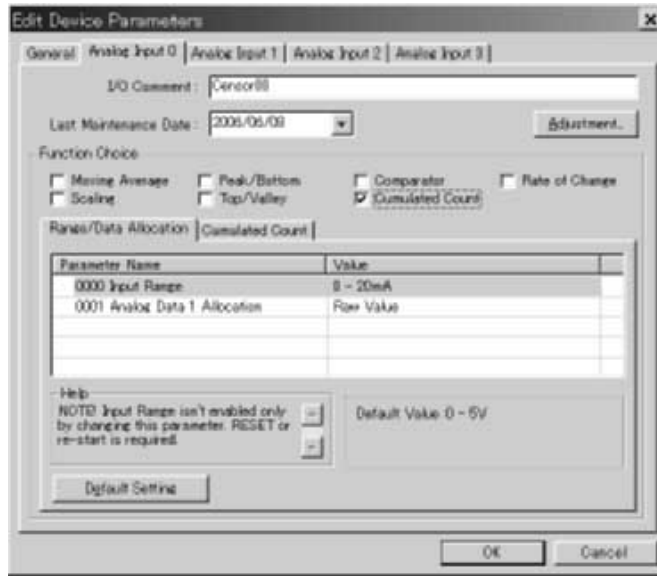 Edit Device Parameters
General Analog Input 0 Analog Input 1 Analog Input 2 Analog Input 3
I/O Comment : Censor00
Last Maintenance Date : 2006/06/08 Adjustment..
Function Choice
Moving Average Peak/Bottom Comparator Rate of Change
Scaling Top/Valley Cumulated Count
Range/Data Allocation Cumulated Count
Parameter Name Value
0000 Input Range 0 - 20mA
0001 Analog Data 1 Allocation Raw Value
Help
NOTE! Input Range isn't enabled only
by changing this parameter. RESET or
re-start is required.
Default Value: 0 - 5V
Default Setting
OK Cancel